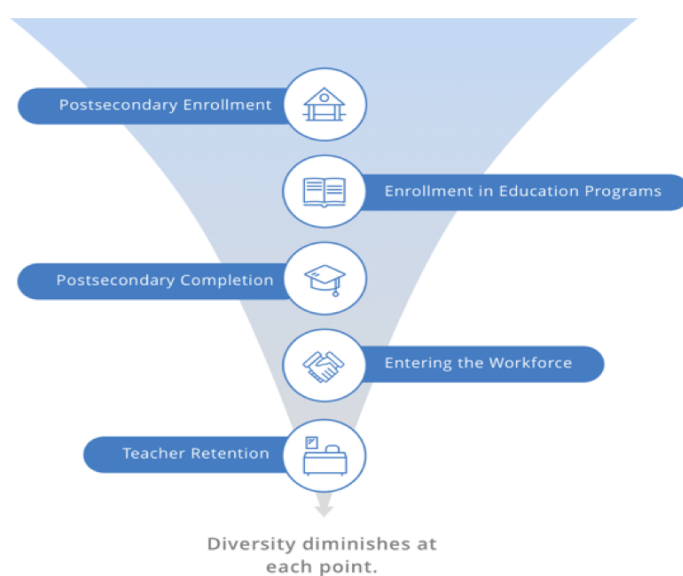 Postsecondary Enrollment
Enrollment in Education Programs
Postsecondary Completion
Entering the Workforce
Teacher Retention
Diversity diminishes at
each point.